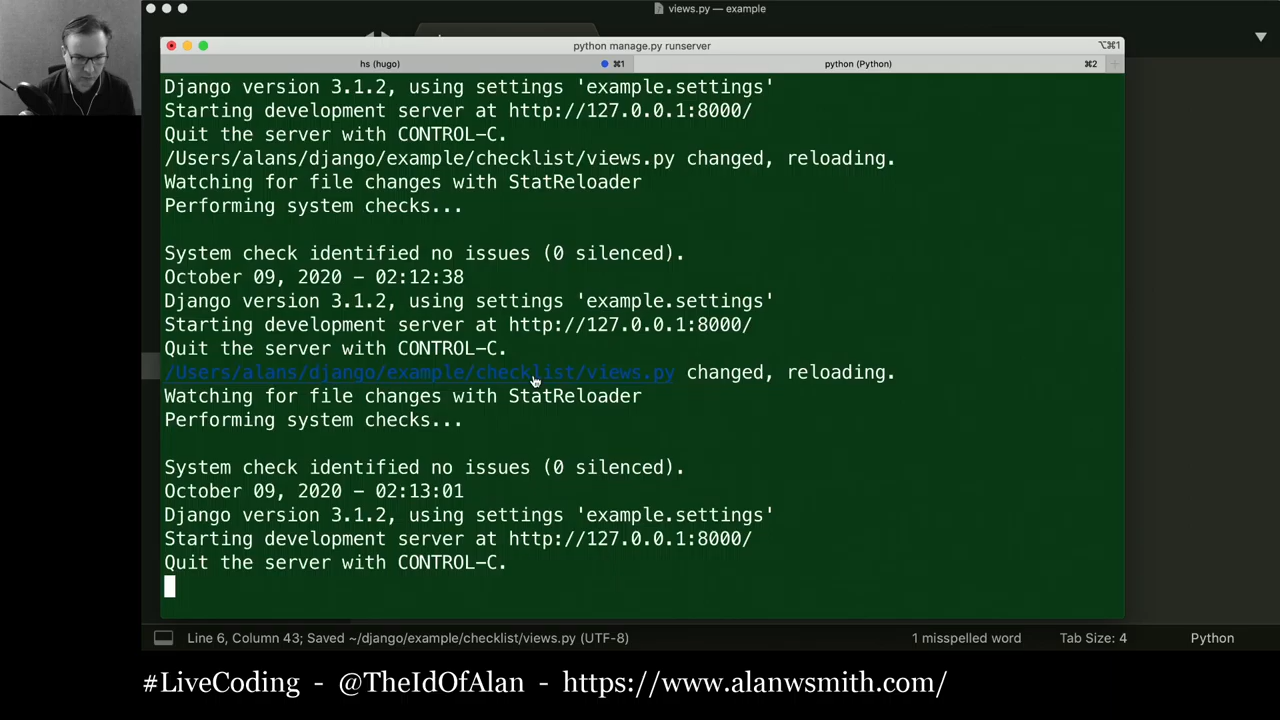 views.py — example
python manage.py runserver
⌥⌘1
hs (hugo)
⌘1
python (Python)
⌘2
Django version 3.1.2, using settings 'example.settings'
Starting development server at http://127.0.0.1:8000/
Quit the server with CONTROL-C.
/Users/alans/django/example/checklist/views.py changed, reloading.
Watching for file changes with StatReloader
Performing system checks...
System check identified no issues (0 silenced).
October 09, 2020 - 02:12:38
Django version 3.1.2, using settings 'example.settings'
Starting development server at http://127.0.0.1:8000/
Quit the server with CONTROL-C.
/Users/alans/django/example/checklist/views.py changed, reloading.
Watching for file changes with StatReloader
Performing system checks...
System check identified no issues (0 silenced).
October 09, 2020 - 02:13:01
Django version 3.1.2, using settings 'example.settings'
Starting development server at http://127.0.0.1:8000/
Quit the server with CONTROL-C.
Line 6, Column 43; Saved ~/django/example/checklist/views.py (UTF-8)
1 misspelled word
Tab Size: 4
Python
#LiveCoding - @TheIdOfAlan - https://www.alanwsmith.com/